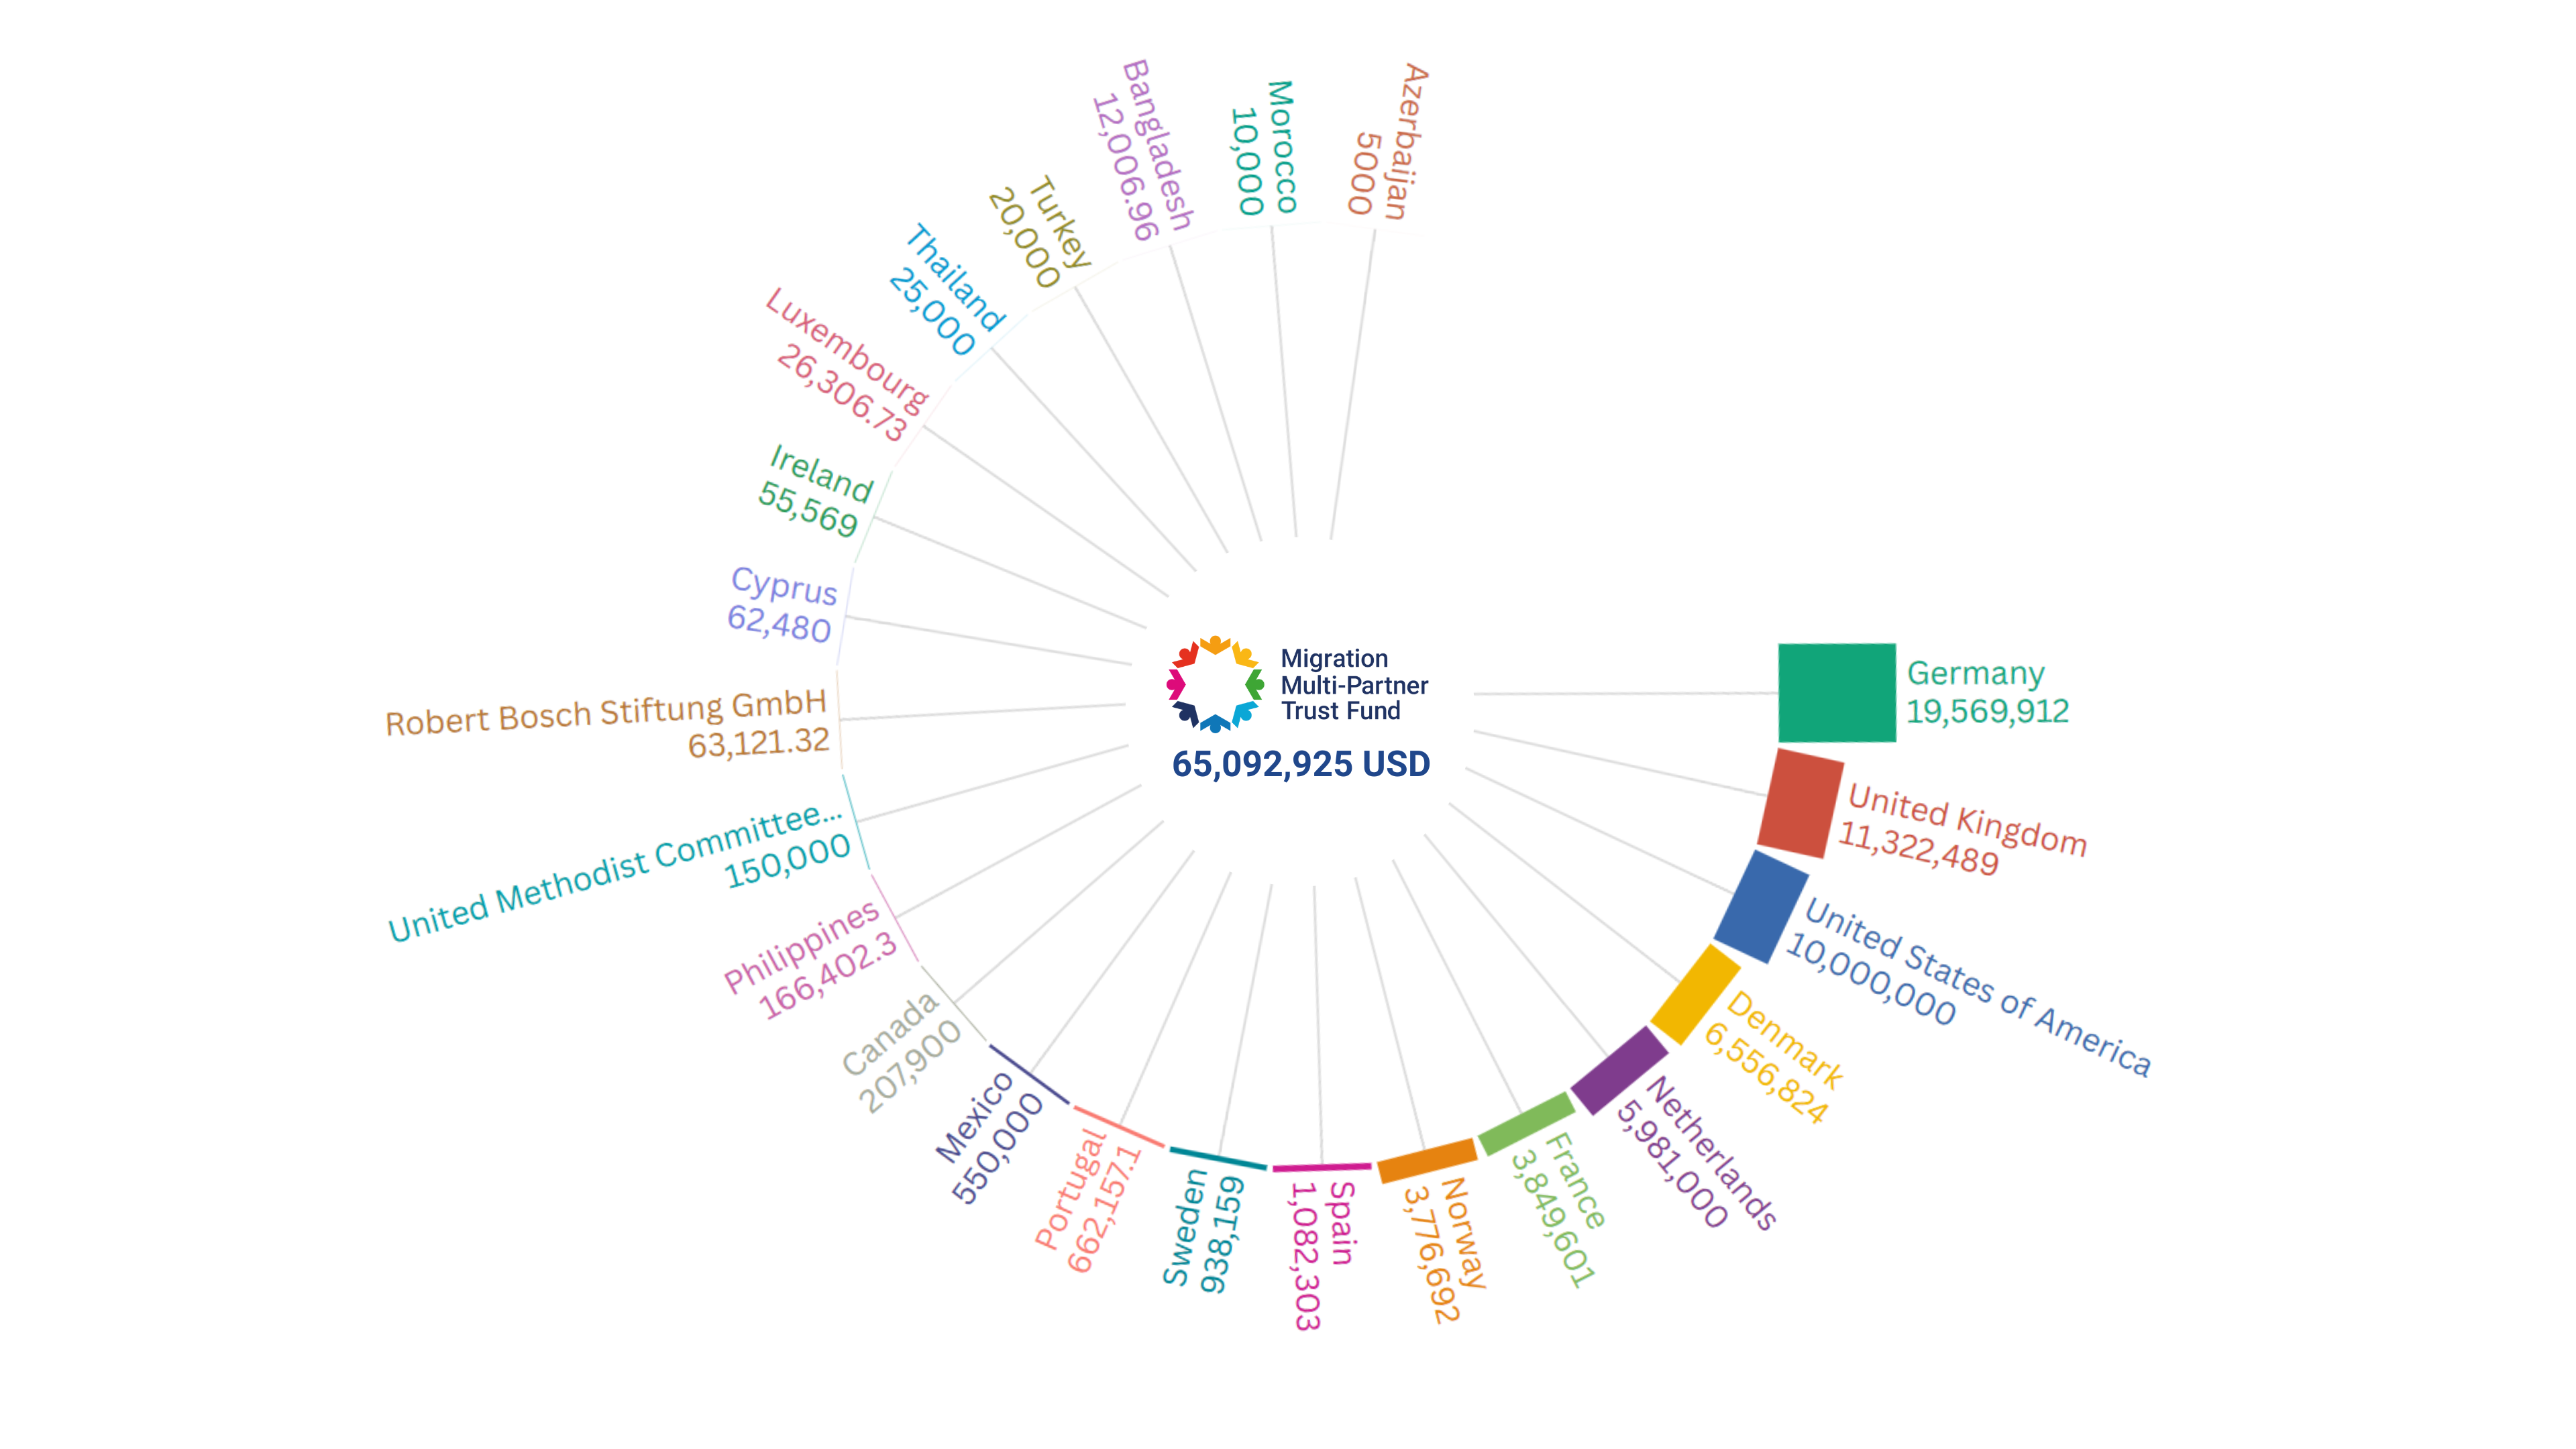 Migration
Multi-Partner
Trust Fund
65,092,925 USD
Germany
19,569,912
United Kingdom
11,322,489
United States of America
10,000,000
Denmark
6,556,824
Netherlands
5,981,000
France
3,849,601
Norway
3,776,692
Spain
1,082,303
Sweden
938,159
Portugal
662,157.1
Mexico
550,000
Canada
207,900
Philippines
166,402.3
United Methodist Committee...
150,000
Robert Bosch Stiftung GmbH
63,121.32
Cyprus
62,480
Ireland
55,569
Luxembourg
26,306.73
Thailand
25,000
Turkey
20,000
Bangladesh
12,006.96
Morocco
10,000
Azerbaijan
5000